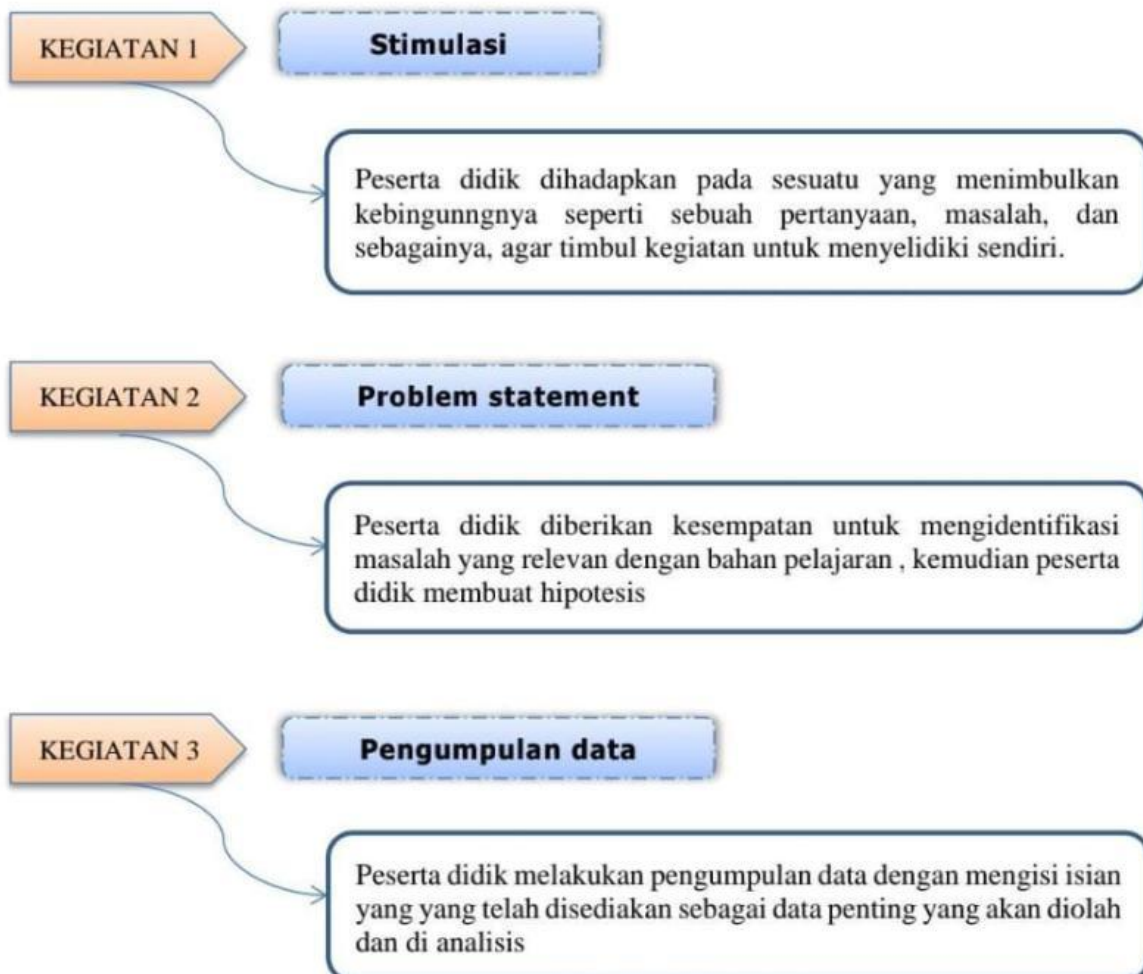 KEGIATAN 1
Stimulasi
Peserta didik dihadapkan pada sesuatu yang menimbulkan
kebingunngnya seperti sebuah pertanyaan, masalah, dan
sebagainya, agar timbul kegiatan untuk menyelidiki sendiri.
KEGIATAN 2
Problem statement
Peserta didik diberikan kesempatan untuk mengidentifikasi
masalah yang relevan dengan bahan pelajaran , kemudian peserta
didik membuat hipotesis
KEGIATAN 3
Pengumpulan data
Peserta didik melakukan pengumpulan data dengan mengisi isian
yang yang telah disediakan sebagai data penting yang akan diolah
dan di analisis